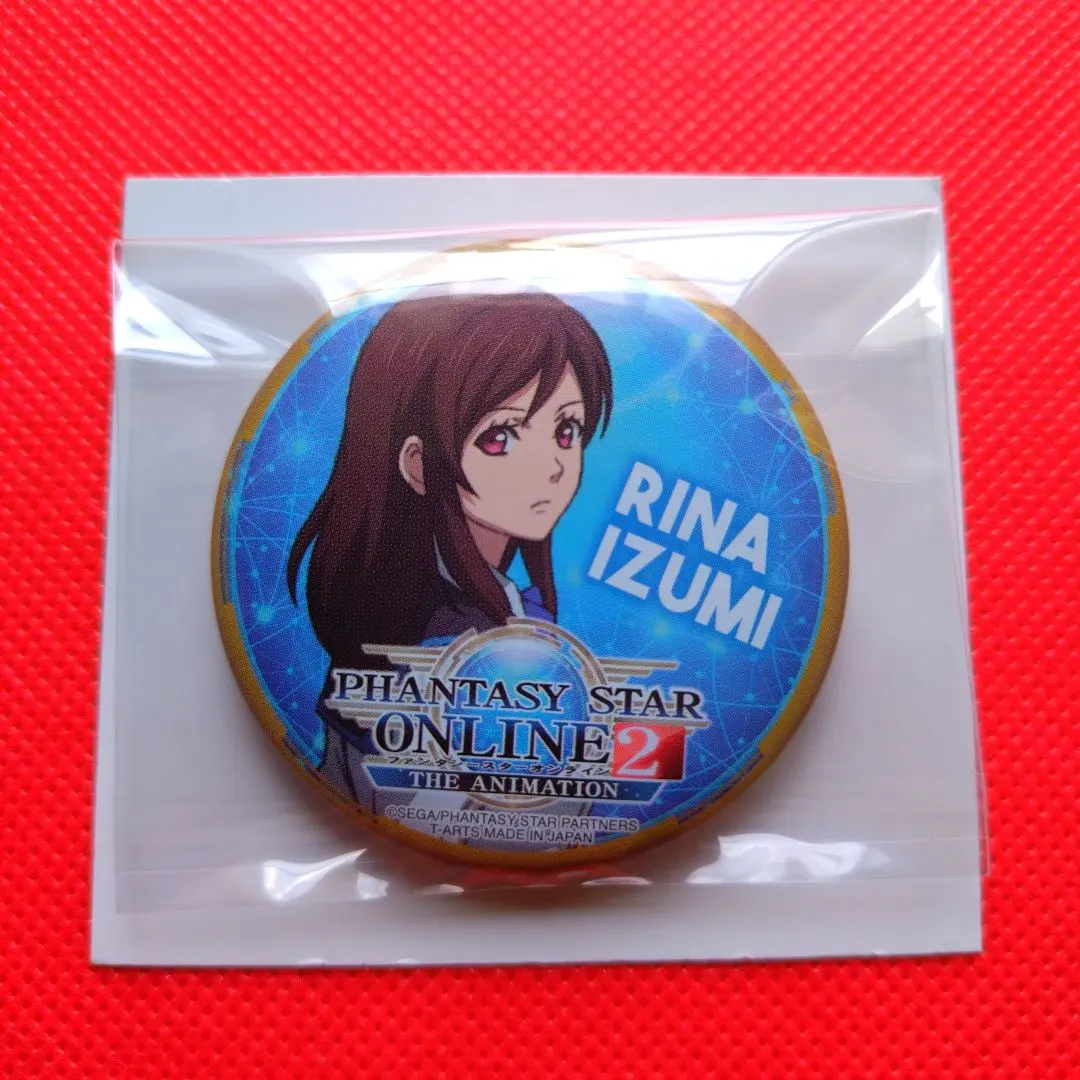 RINA
IZUMI
PHANTASY STAR
ONLINE 2
ファンタシースターオンライン
THE ANIMATION
©SEGA/PHANTASY STAR PARTNERS
T-ARTS MADE IN JAPAN